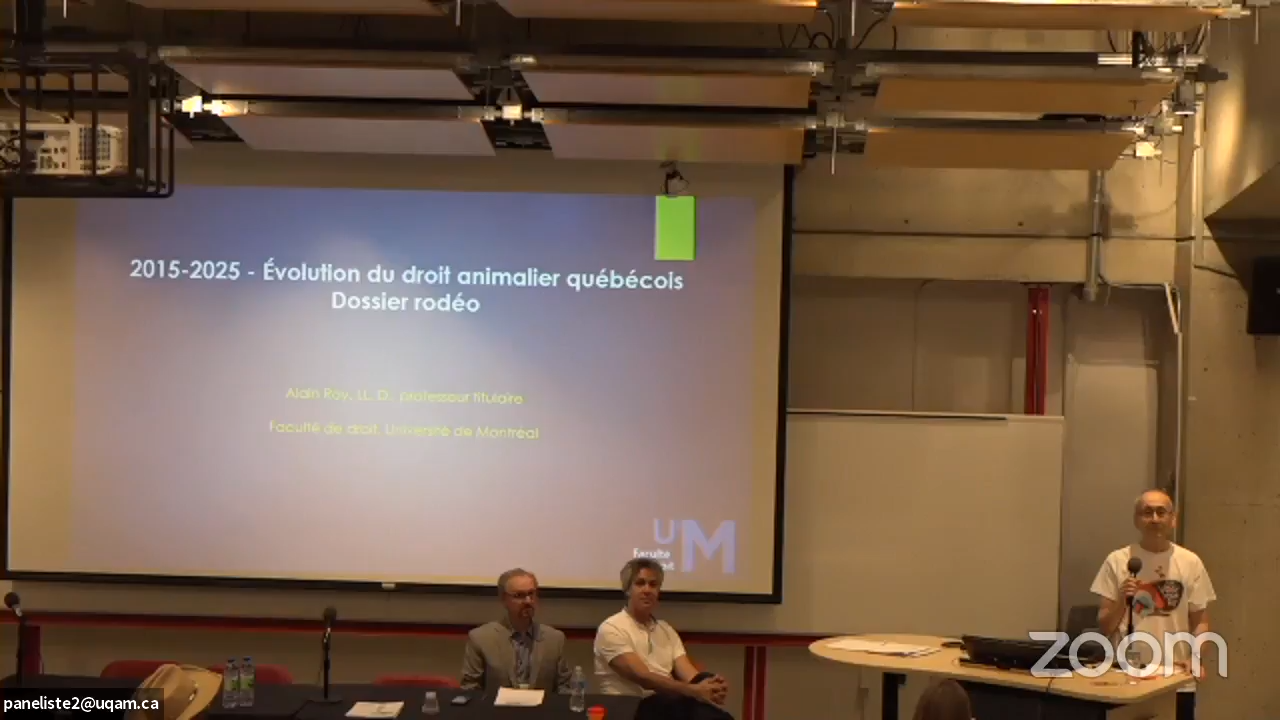 2015-2025 - Évolution du droit animalier québécois
Dossier rodéo
Alain Roy, LL. D., professeur titulaire
Faculté de droit, Université de Montréal
U M
Faculté
zoom
paneliste2@uqam.ca